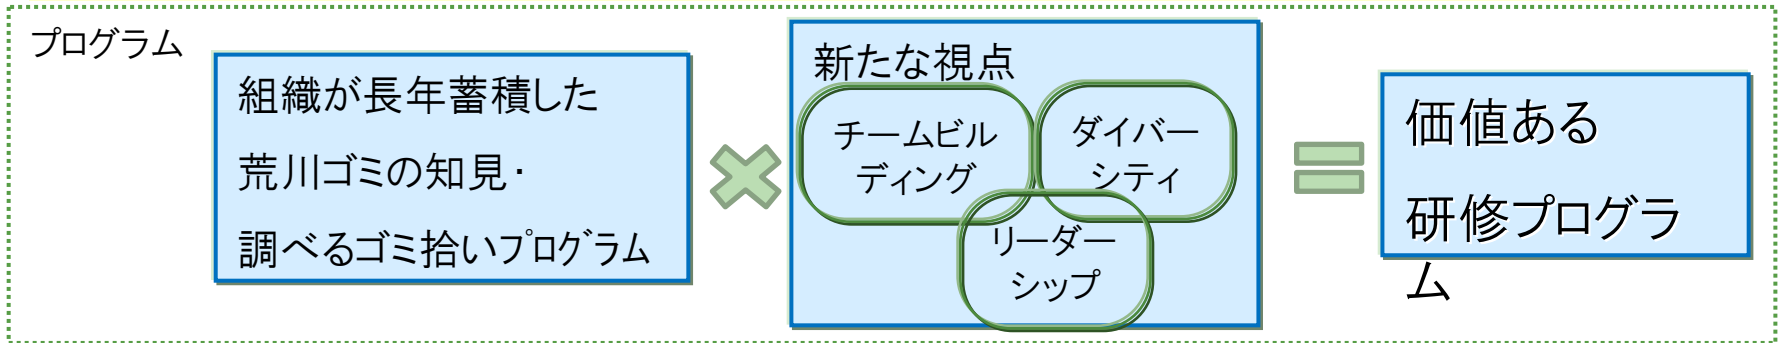 プログラム
組織が長年蓄積した
荒川ゴミの知見・
調べるゴミ拾いプログラム
新たな視点
チームビル
ディング
ダイバー
シティ
リーダー
シップ
価値ある
研修プログラ
ム